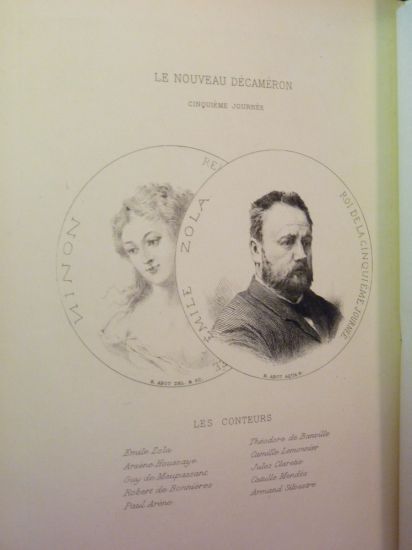 LE NOUVEAU DÉCAMÉRON
CINQUIÈME JOURNÉE
NINON
RE
ÉMILE ZOLA
ROI DE LA CINQUIÈME JOURNÉE
LES CONTEURS
Emile Zola
Arsène Houssaye
Guy de Maupassant
Robert de Bonnières
Paul Arène
Théodore de Banville
Camille Lemonnier
Jules Claretie
Catulle Mendès
Armand Silvestre